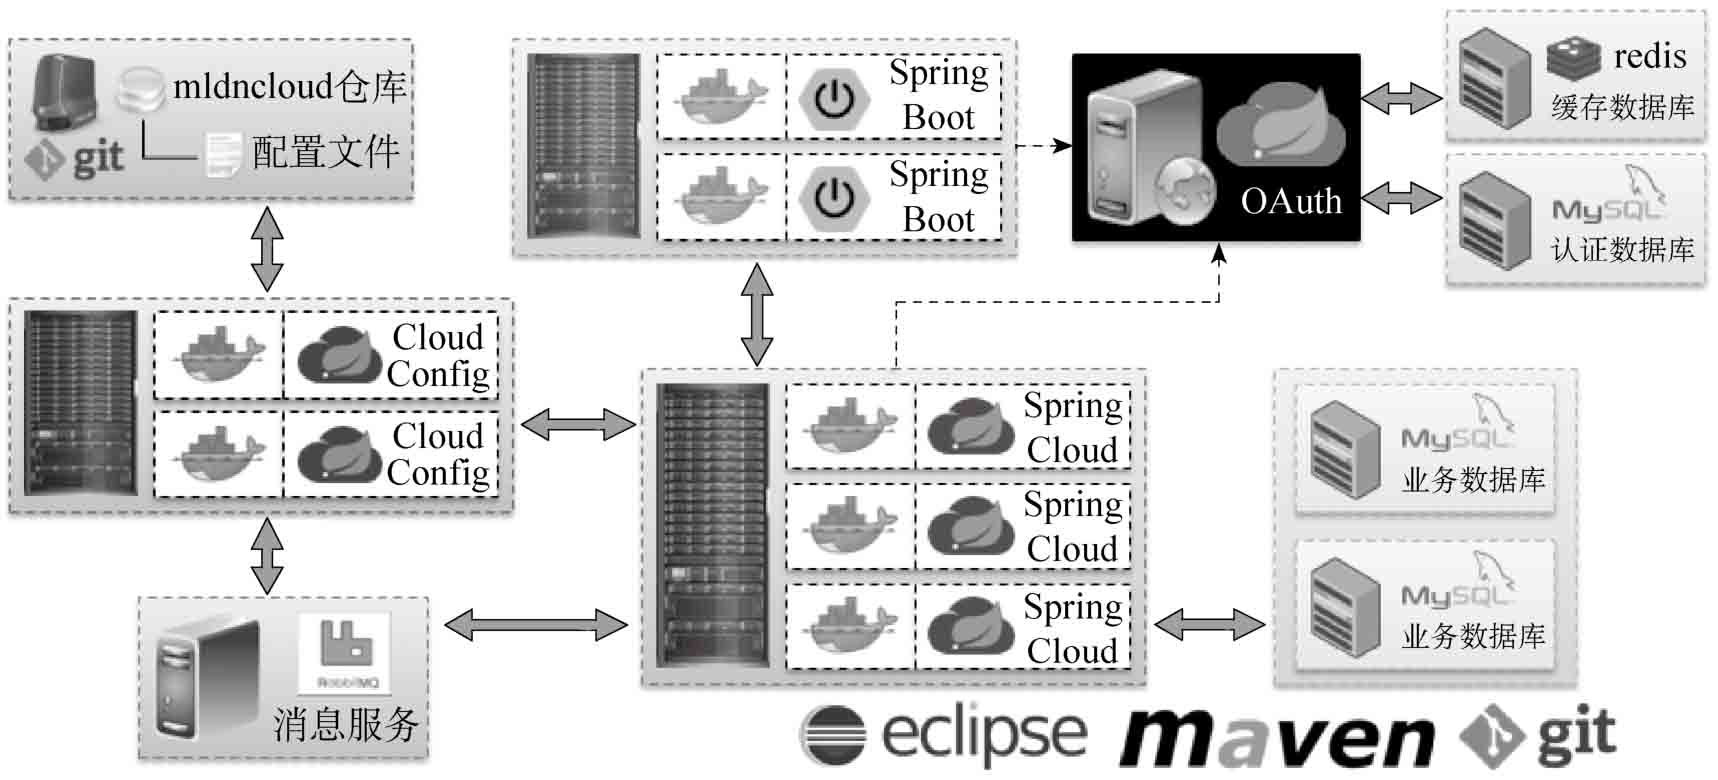 mldncloud仓库
配置文件
git
Spring
Boot
Spring
Boot
OAuth
redis
缓存数据库
MySQL
认证数据库
Cloud
Config
Cloud
Config
Spring
Cloud
Spring
Cloud
Spring
Cloud
MySQL
业务数据库
MySQL
业务数据库
RabbitMQ
消息服务
eclipse
maven
git